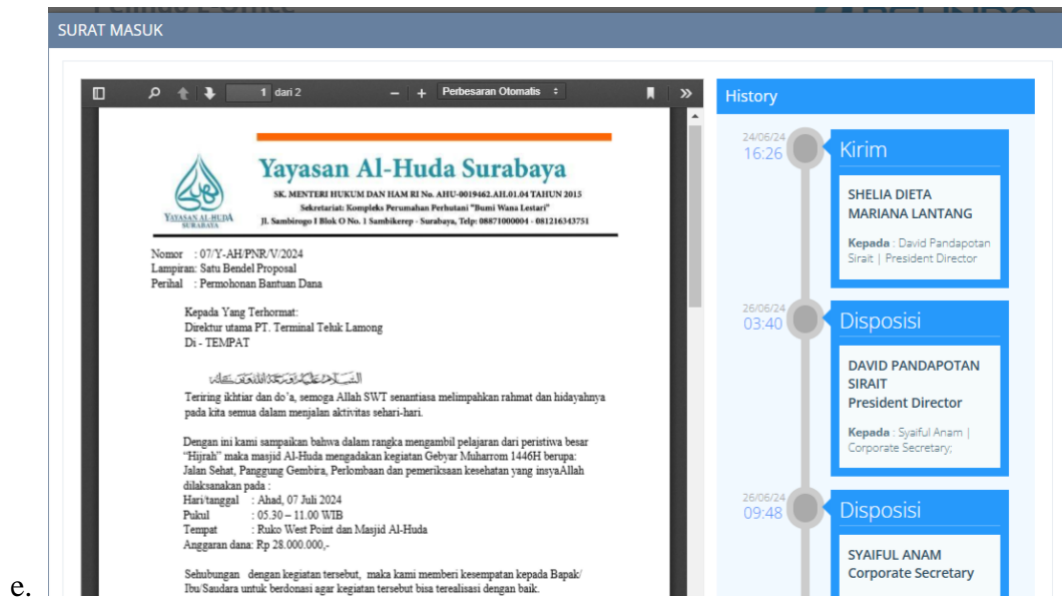 SURAT MASUK
1 dari 2
Perbesaran Otomatis
Yayasan Al-Huda Surabaya
SK. MENTERI HUKUM DAN HAM RI No. AHU-0019462.AH.01.04 TAHUN 2015
Sekretariat: Kompleks Perumahan Perhutani "Bumi Wana Lestari"
Jl. Sambirogo I Blok O No. 1 Sambikerep - Surabaya, Telp: 08871000004 - 081216343751
YAYASAN AL-HUDA
SURABAYA
Nomor : 07/Y-AH/PNR/V/2024
Lampiran: Satu Bendel Proposal
Perihal : Permohonan Bantuan Dana
Kepada Yang Terhormat:
Direktur utama PT. Terminal Teluk Lamong
Di - TEMPAT
Teriring ikhtiar dan do'a, semoga Allah SWT senantiasa melimpahkan rahmat dan hidayahnya
pada kita semua dalam menjalan aktivitas sehari-hari.
Dengan ini kami sampaikan bahwa dalam rangka mengambil pelajaran dari peristiwa besar
"Hijrah" maka masjid Al-Huda mengadakan kegiatan Gebyar Muharrom 1446H berupa:
Jalan Sehat, Panggung Gembira, Perlombaan dan pemeriksaan kesehatan yang insyaAllah
dilaksanakan pada :
Hari/tanggal : Ahad, 07 Juli 2024
Pukul : 05.30 – 11.00 WIB
Tempat : Ruko West Point dan Masjid Al-Huda
Anggaran dana: Rp 28.000.000,-
Sehubungan dengan kegiatan tersebut, maka kami memberi kesempatan kepada Bapak/
Ibu/Saudara untuk berdonasi agar kegiatan tersebut bisa terealisasi dengan baik.
History
24/06/24
16:26
Kirim
SHELIA DIETA
MARIANA LANTANG
Kepada : David Pandapotan
Sirait | President Director
26/06/24
03:40
Disposisi
DAVID PANDAPOTAN
SIRAIT
President Director
Kepada : Syaiful Anam |
Corporate Secretary;
26/06/24
09:48
Disposisi
SYAIFUL ANAM
Corporate Secretary
e.